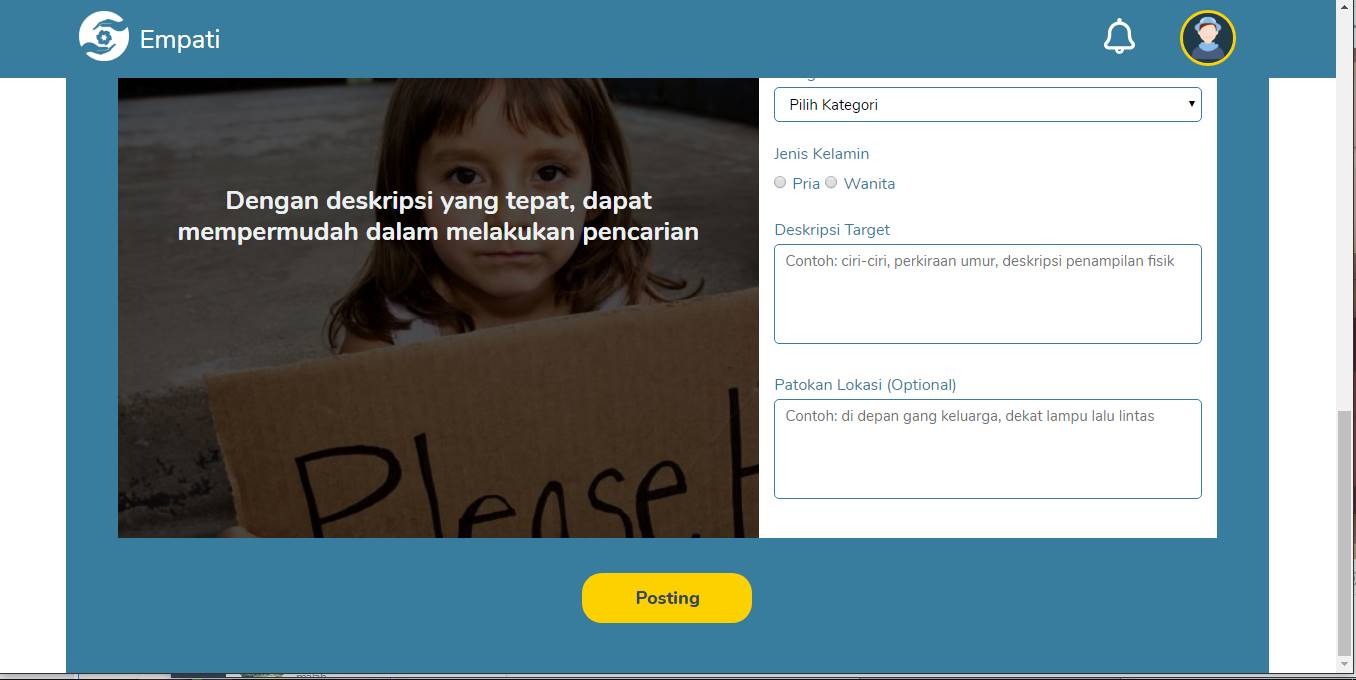 Empati
Pilih Kategori
Jenis Kelamin
Pria Wanita
Dengan deskripsi yang tepat, dapat
mempermudah dalam melakukan pencarian
Deskripsi Target
Contoh: ciri-ciri, perkiraan umur, deskripsi penampilan fisik
Patokan Lokasi (Optional)
Contoh: di depan gang keluarga, dekat lampu lalu lintas
Please
Posting